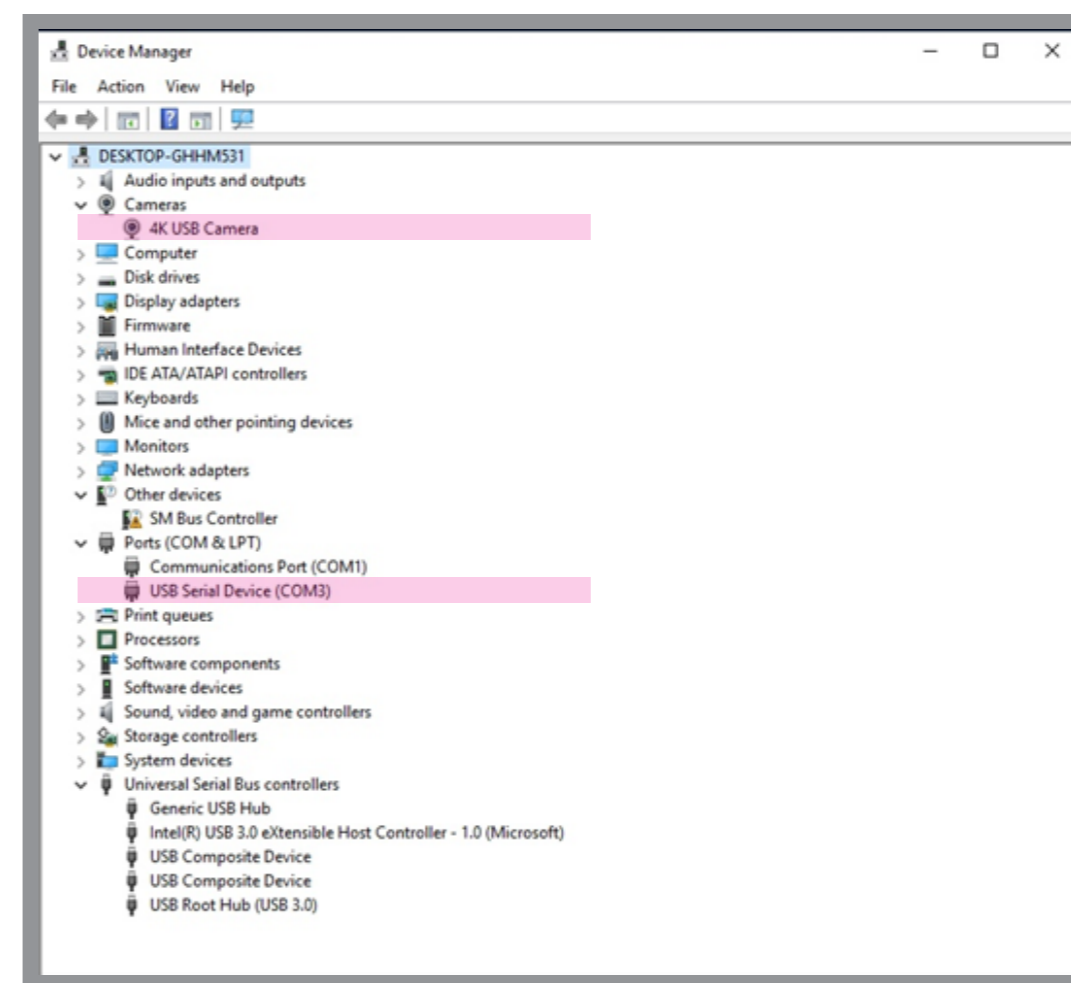 Device Manager
File Action View Help
DESKTOP-GHHM531
Audio inputs and outputs
Cameras
4K USB Camera
Computer
Disk drives
Display adapters
Firmware
Human Interface Devices
IDE ATA/ATAPI controllers
Keyboards
Mice and other pointing devices
Monitors
Network adapters
Other devices
SM Bus Controller
Ports (COM & LPT)
Communications Port (COM1)
USB Serial Device (COM3)
Print queues
Processors
Software components
Software devices
Sound, video and game controllers
Storage controllers
System devices
Universal Serial Bus controllers
Generic USB Hub
Intel(R) USB 3.0 eXtensible Host Controller - 1.0 (Microsoft)
USB Composite Device
USB Composite Device
USB Root Hub (USB 3.0)